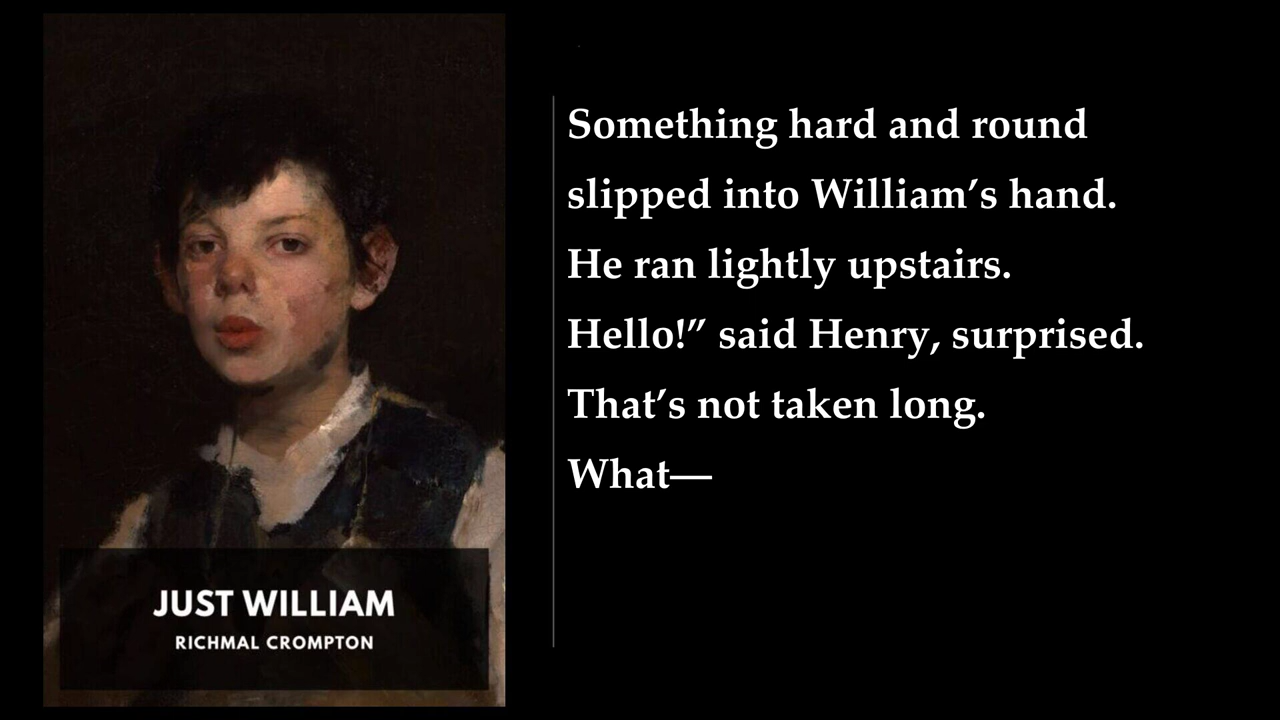 JUST WILLIAM
RICHMAL CROMPTON
Something hard and round
slipped into William’s hand.
He ran lightly upstairs.
Hello!” said Henry, surprised.
That’s not taken long.
What—